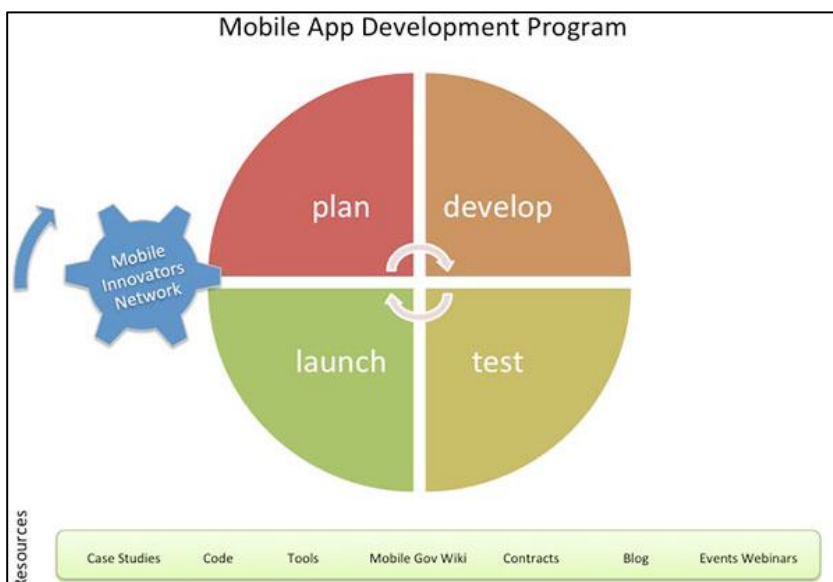 Mobile App Development Program
plan
develop
Mobile
Innovators
Network
launch
test
Resources
Case Studies
Code
Tools
Mobile Gov Wiki
Contracts
Blog
Events Webinars